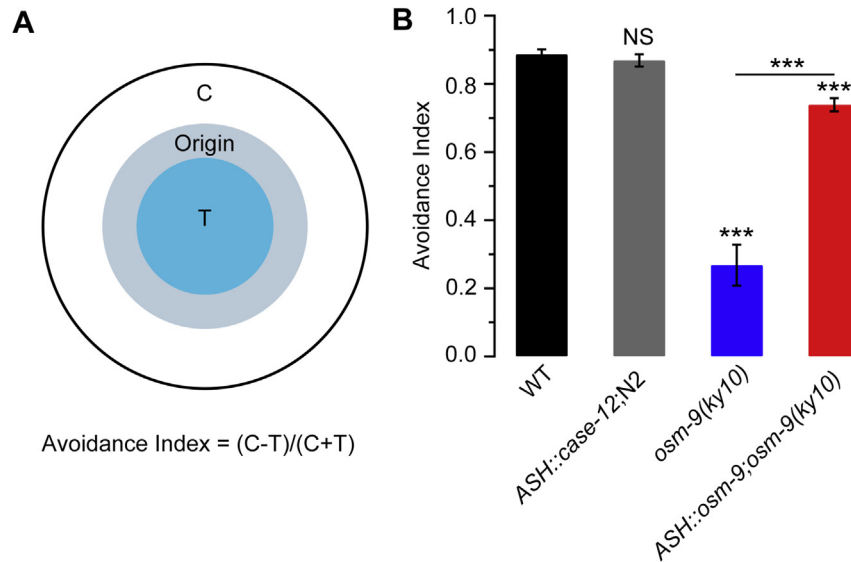 A
C
Origin
T
Avoidance Index = (C-T)/(C+T)
B
Avoidance Index
1.0
0.8
0.6
0.4
0.2
0.0
NS
***
***
***
WT
ASH::case-12;N2
osm-9(ky10)
ASH::osm-9;osm-9(ky10)